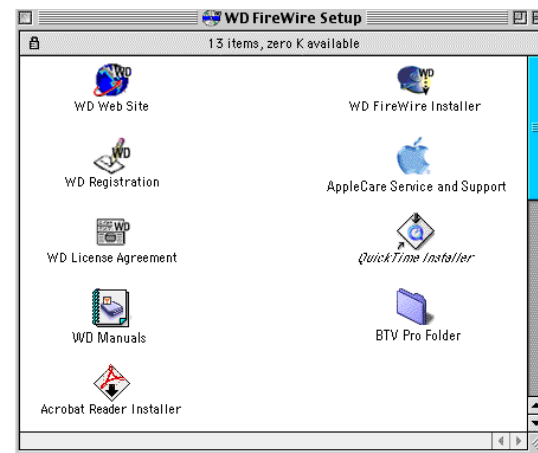 WD FireWire Setup
13 items, zero K available
WD Web Site
WD FireWire Installer
WD Registration
AppleCare Service and Support
WD License Agreement
QuickTime Installer
WD Manuals
BTV Pro Folder
Acrobat Reader Installer